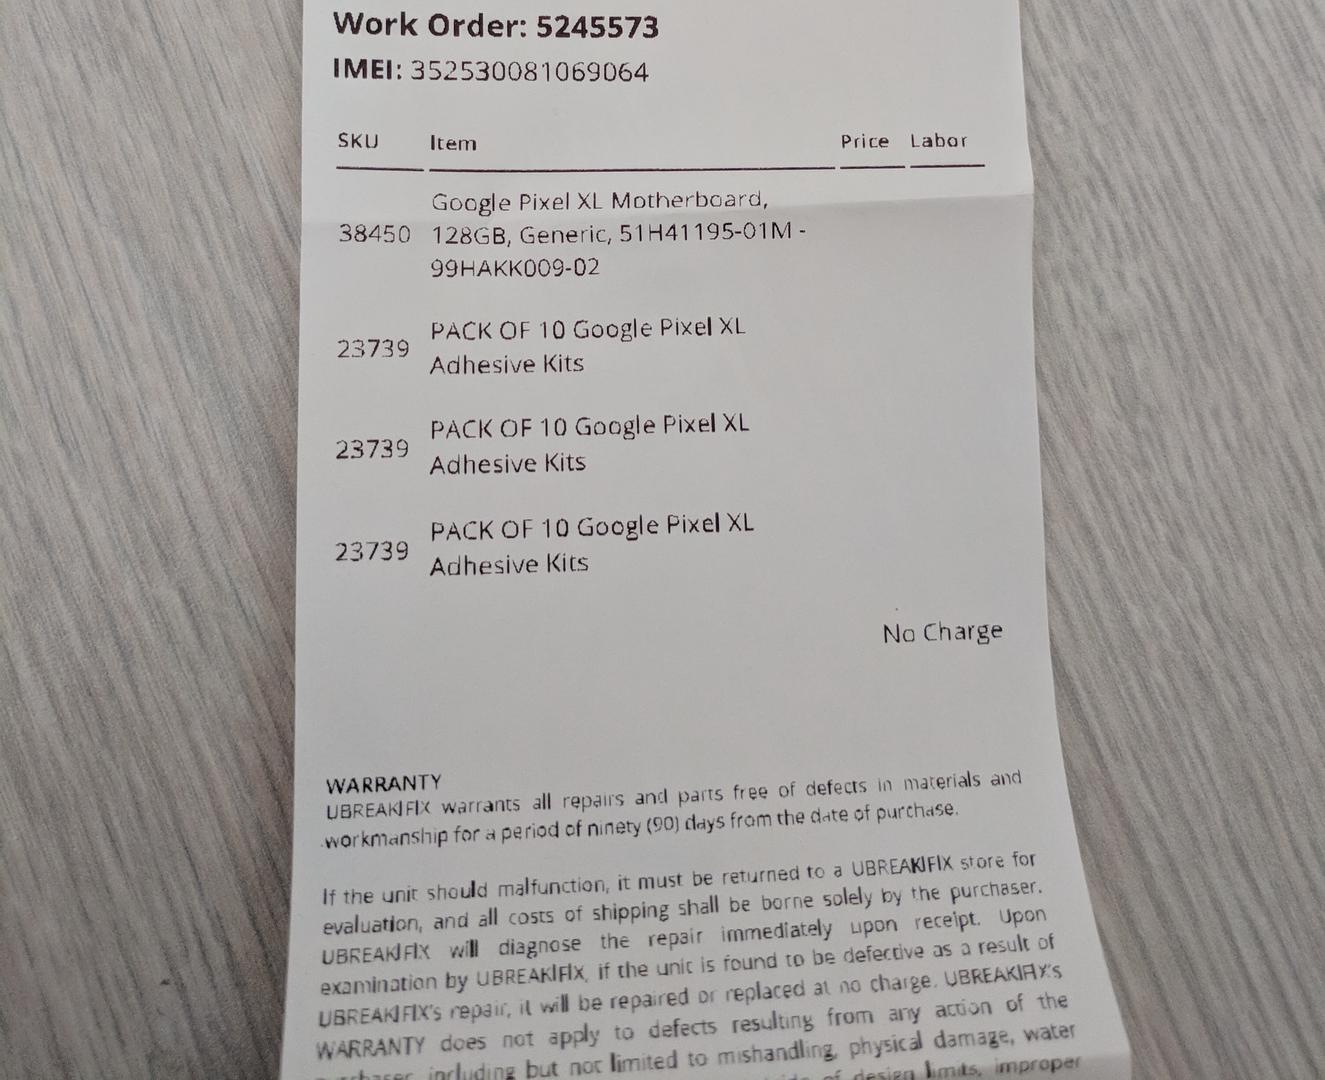 Work Order: 5245573
IMEI: 352530081069064
SKU Item Price Labor
Google Pixel XL Motherboard,
38450 128GB, Generic, 51H41195-01M -
99HAKK009-02
PACK OF 10 Google Pixel XL
23739
Adhesive Kits
PACK OF 10 Google Pixel XL
23739
Adhesive Kits
PACK OF 10 Google Pixel XL
23739
Adhesive Kits
No Charge
WARRANTY
UBREAKIFIX warrants all repairs and parts free of defects in materials and
workmanship for a period of ninety (90) days from the date of purchase.
If the unit should malfunction, it must be returned to a UBREAKIFIX store for
evaluation, and all costs of shipping shall be borne solely by the purchaser.
UBREAKIFIX will diagnose the repair immediately upon receipt. Upon
examination by UBREAKIFIX, if the unit is found to be defective as a result of
UBREAKIFIX's repair, it will be repaired or replaced at no charge. UBREAKIFIX's
WARRANTY does not apply to defects resulting from any action of the
purchaser, including but not limited to mishandling, physical damage, water
of design limits, improper